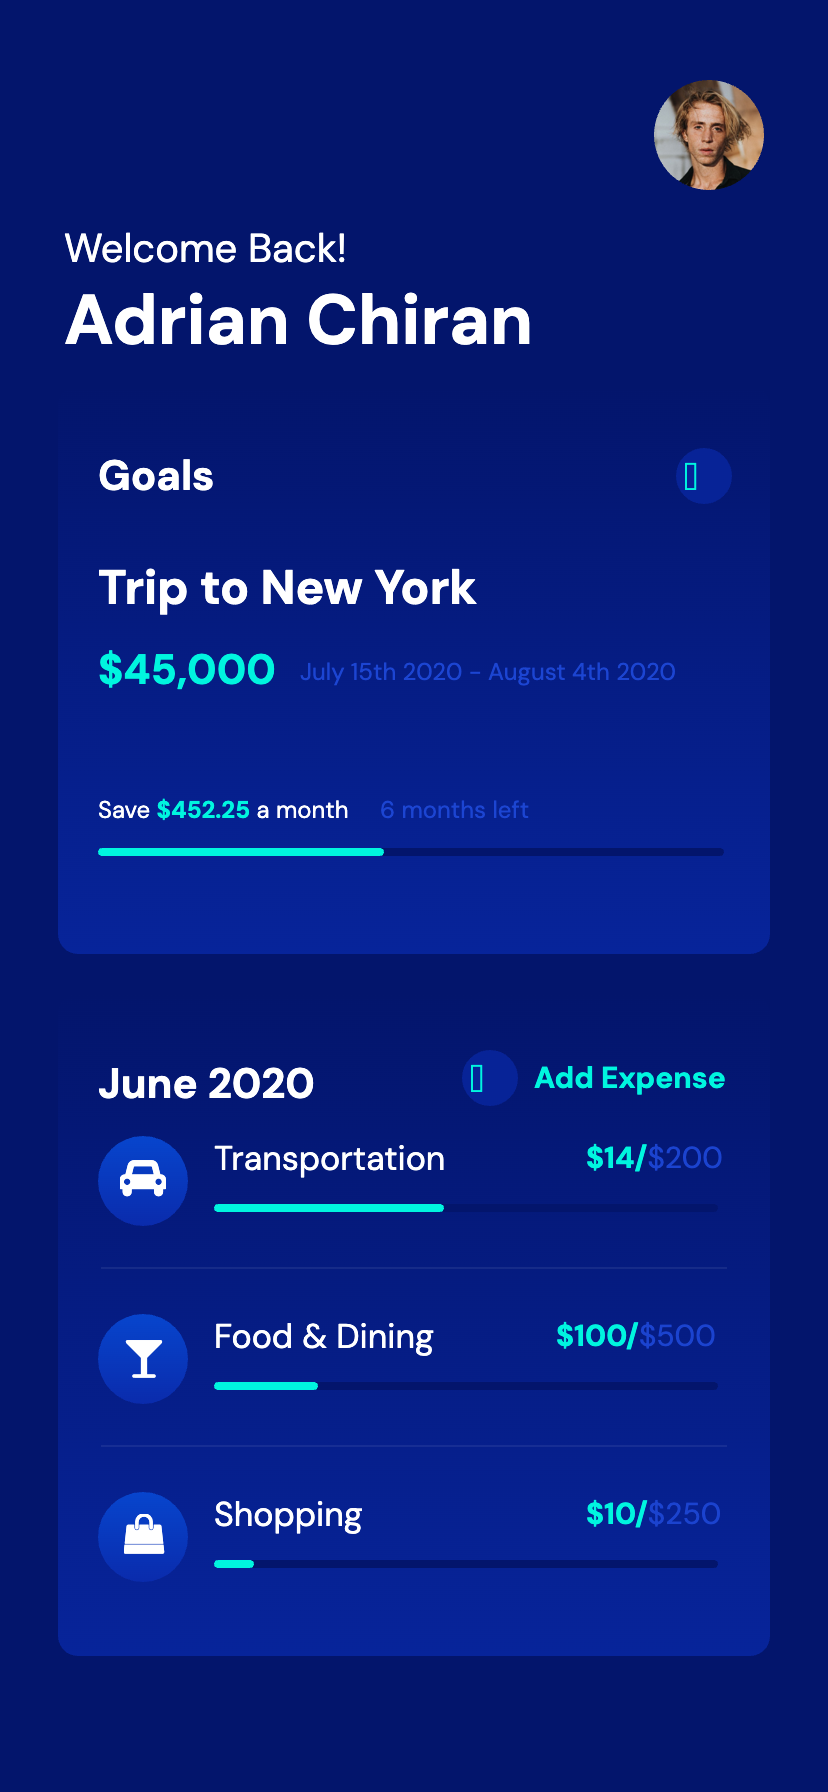 Welcome Back!
Adrian Chiran
Goals
Trip to New York
$45,000 July 15th 2020 - August 4th 2020
Save $452.25 a month 6 months left
June 2020 Add Expense
Transportation $14/$200
Food & Dining $100/$500
Shopping $10/$250